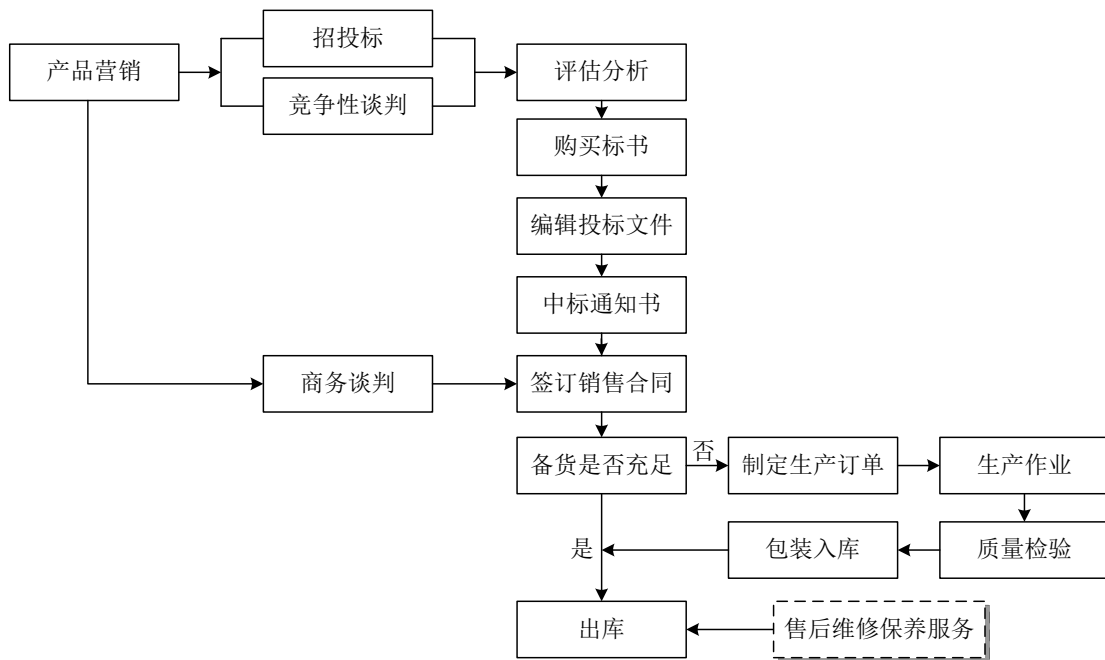 招投标
产品营销
评估分析
竞争性谈判
购买标书
编辑投标文件
中标通知书
商务谈判
签订销售合同
备货是否充足
否
制定生产订单
生产作业
是
包装入库
质量检验
出库
售后维修保养服务